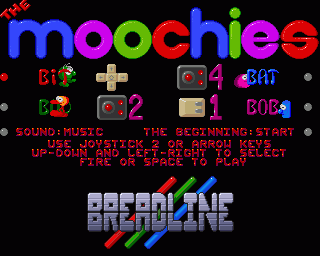 THE
moochies
BITE 4 BAT
BOO 2 1 BOB
SOUND:MUSIC THE BEGINNING:START
USE JOYSTICK 2 OR ARROW KEYS
UP-DOWN AND LEFT-RIGHT TO SELECT
FIRE OR SPACE TO PLAY
BREADLINE